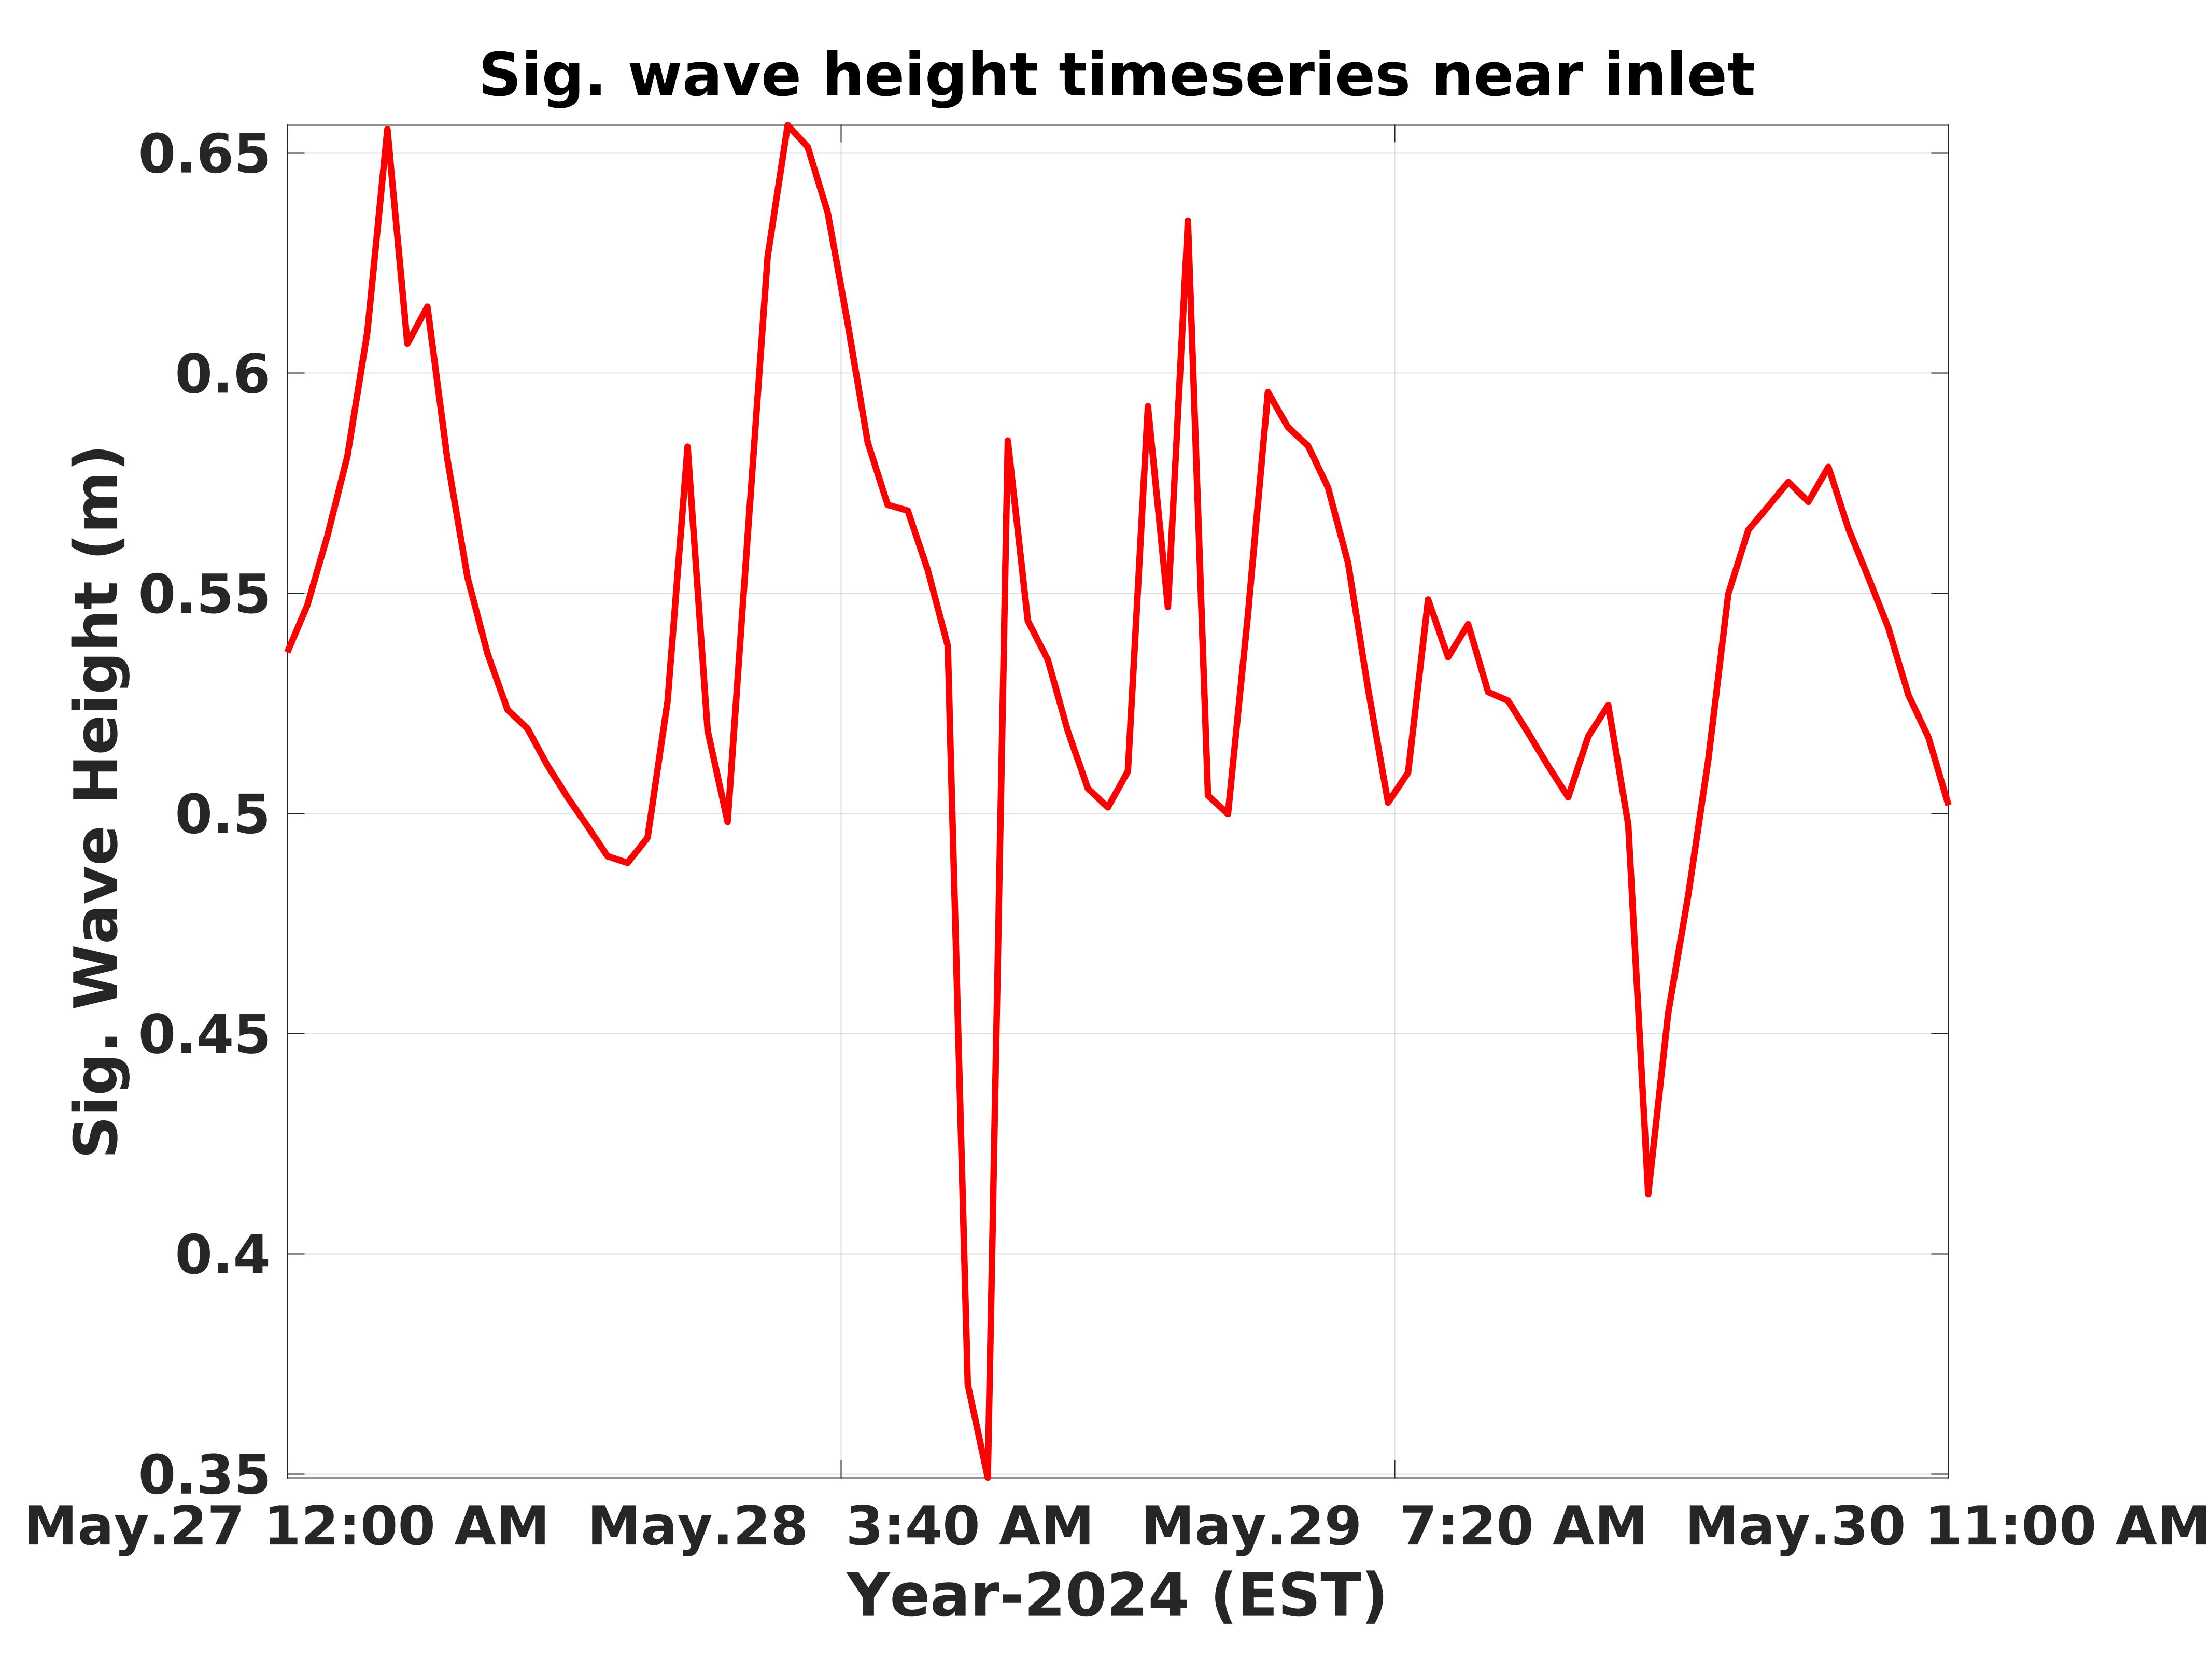 Sig. wave height timeseries near inlet
0.65
0.6
0.55
0.5
0.45
0.4
0.35
Sig. Wave Height (m)
May.27 12:00 AM May.28 3:40 AM May.29 7:20 AM May.30 11:00 AM
Year-2024 (EST)